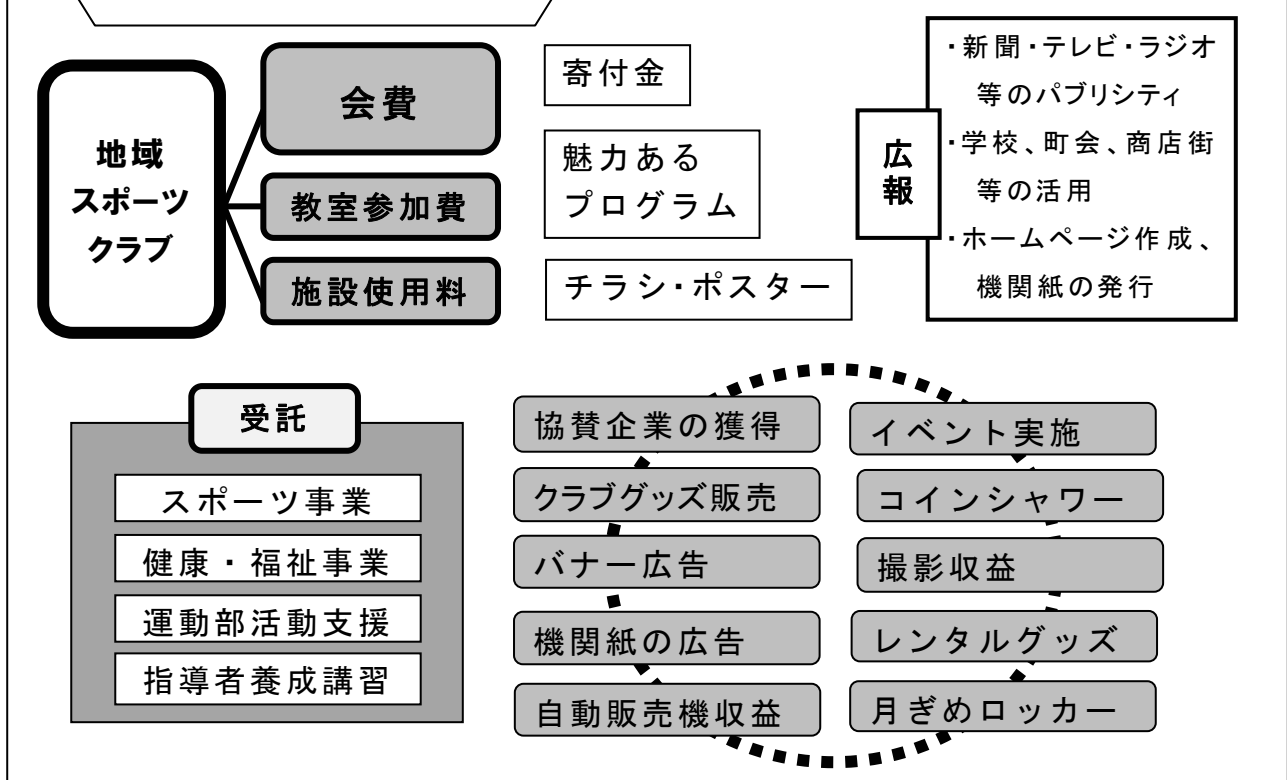 地域
スポーツ
クラブ
会費
教室参加費
施設使用料
寄付金
魅力ある
プログラム
チラシ・ポスター
広
報
・新聞・テレビ・ラジオ
等のパブリシティ
・学校、町会、商店街
等の活用
・ホームページ作成、
機関紙の発行
受託
スポーツ事業
健康・福祉事業
運動部活動支援
指導者養成講習
協賛企業の獲得
クラブグッズ販売
バナー広告
機関紙の広告
自動販売機収益
イベント実施
コインシャワー
撮影収益
レンタルグッズ
月ぎめロッカー